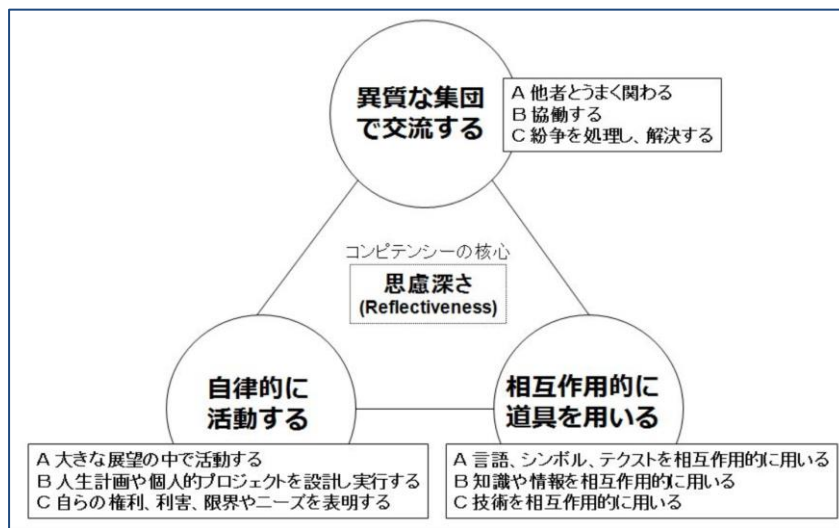 異質な集団
で交流する
A 他者とうまく関わる
B 協働する
C 紛争を処理し、解決する
コンピテンシーの核心
思慮深さ
(Reflectiveness)
自律的に
活動する
A 大きな展望の中で活動する
B 人生計画や個人的プロジェクトを設計し実行する
C 自らの権利、利害、限界やニーズを表明する
相互作用的に
道具を用いる
A 言語、シンボル、テクストを相互作用的に用いる
B 知識や情報を相互作用的に用いる
C 技術を相互作用的に用いる